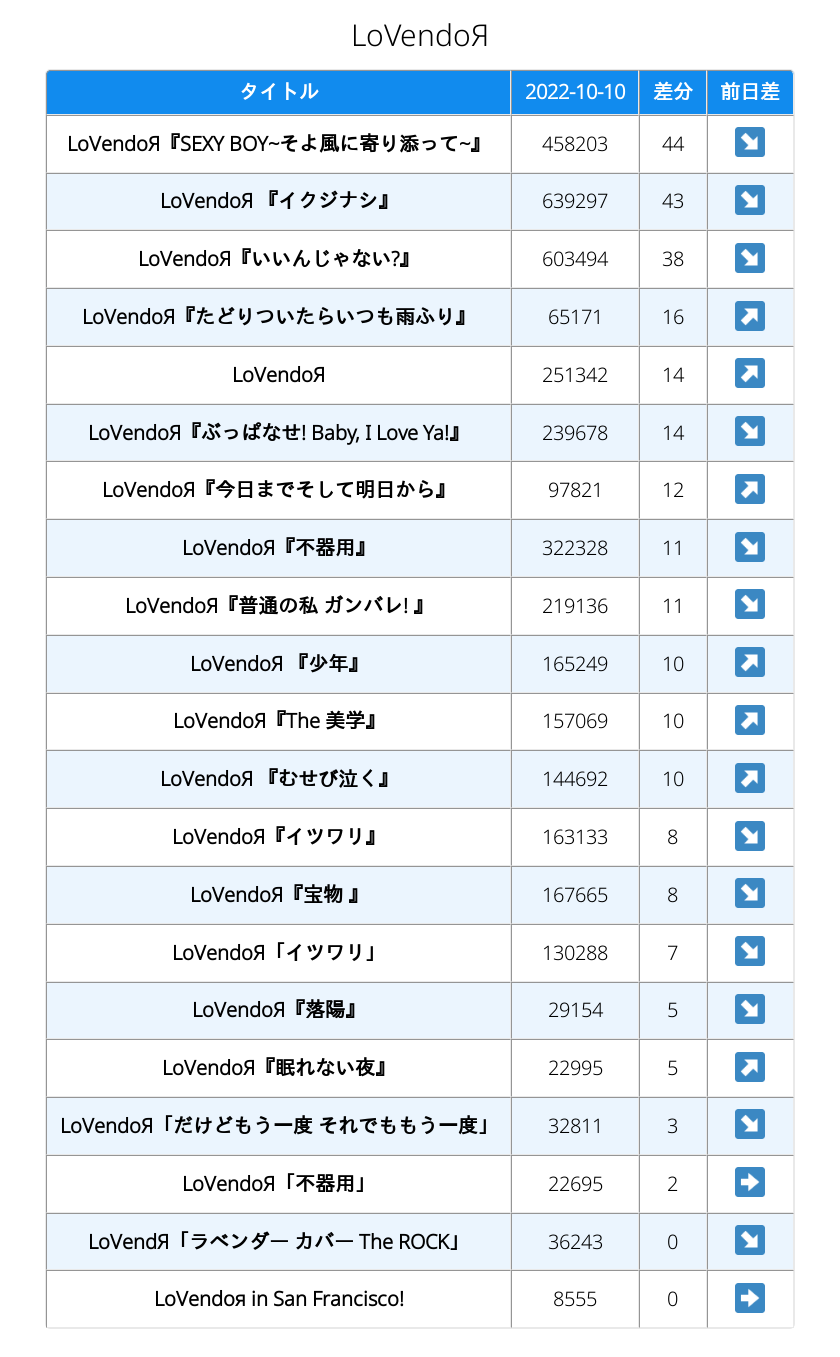 LoVendoЯ
タイトル 2022-10-10 差分 前日差
LoVendoЯ『SEXY BOY~そよ風に寄り添って~』 458203 44 ↘
LoVendoЯ 『イクジナシ』 639297 43 ↘
LoVendoЯ『いいんじゃない?』 603494 38 ↘
LoVendoЯ『たどりついたらいつも雨ふり』 65171 16 ↗
LoVendoЯ 251342 14 ↗
LoVendoЯ『ぶっぱなせ! Baby, I Love Ya!』 239678 14 ↘
LoVendoЯ『今日までそして明日から』 97821 12 ↗
LoVendoЯ『不器用』 322328 11 ↘
LoVendoЯ『普通の私 ガンバレ! 』 219136 11 ↘
LoVendoЯ 『少年』 165249 10 ↗
LoVendoЯ『The 美学』 157069 10 ↗
LoVendoЯ 『むせび泣く』 144692 10 ↗
LoVendoЯ『イツワリ』 163133 8 ↘
LoVendoЯ『宝物 』 167665 8 ↘
LoVendoЯ「イツワリ」 130288 7 ↘
LoVendoЯ『落陽』 29154 5 ↘
LoVendoЯ『眠れない夜』 22995 5 ↗
LoVendoЯ「だけどもう一度 それでももう一度」 32811 3 ↘
LoVendoЯ「不器用」 22695 2 ➡
LoVendЯ「ラベンダー カバー The ROCK」 36243 0 ↘
LoVendoя in San Francisco! 8555 0 ➡